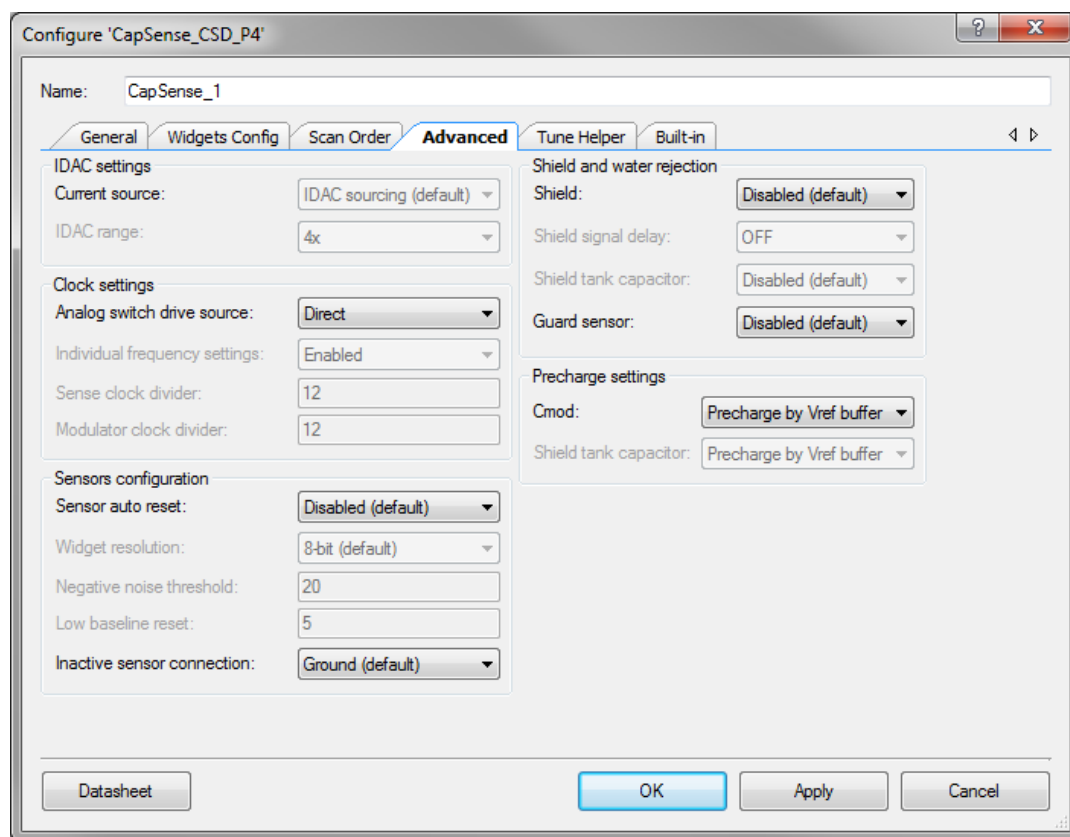 Configure 'CapSense_CSD_P4'
Name: CapSense_1
General Widgets Config Scan Order Advanced Tune Helper Built-in
IDAC settings
Current source: IDAC sourcing (default)
IDAC range: 4x
Clock settings
Analog switch drive source: Direct
Individual frequency settings: Enabled
Sense clock divider: 12
Modulator clock divider: 12
Sensors configuration
Sensor auto reset: Disabled (default)
Widget resolution: 8-bit (default)
Negative noise threshold: 20
Low baseline reset: 5
Inactive sensor connection: Ground (default)
Shield and water rejection
Shield: Disabled (default)
Shield signal delay: OFF
Shield tank capacitor: Disabled (default)
Guard sensor: Disabled (default)
Precharge settings
Cmod: Precharge by Vref buffer
Shield tank capacitor: Precharge by Vref buffer
Datasheet OK Apply Cancel